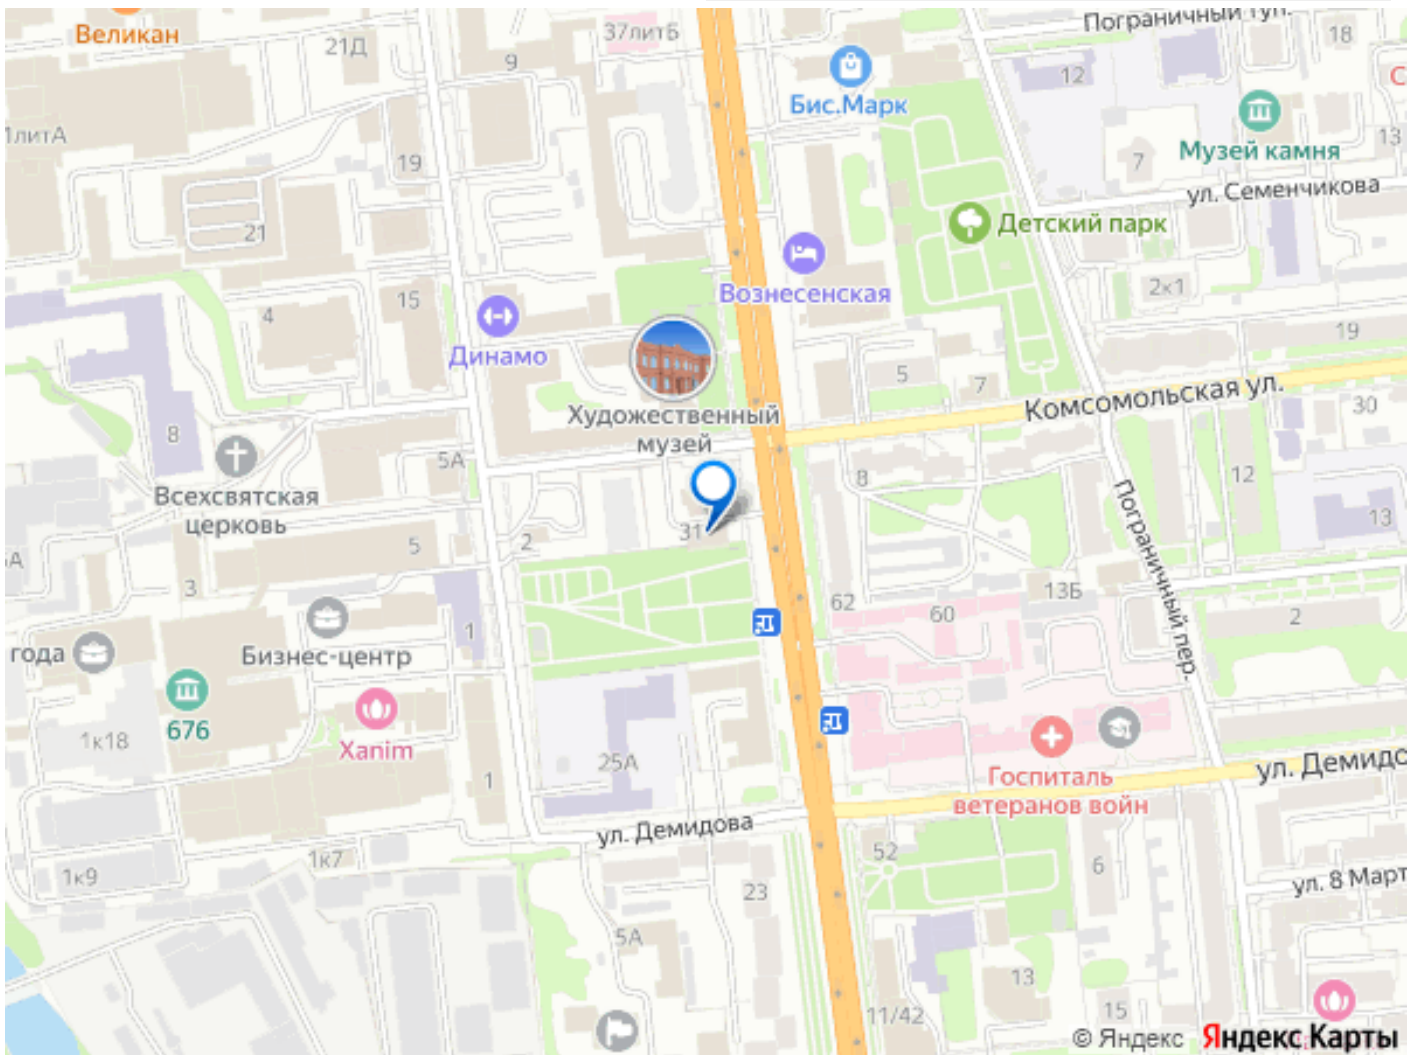 Великан
21Д
9
37литБ
Бис.Марк
Пограничный туп.
18
12
1литА
19
7
Музей камня
13
ул. Семенчикова
21
Детский парк
Вознесенская
2к1
4
15
Динамо
19
5
7
Художественный
музей
Комсомольская ул.
30
8
5А
Всехсвятская
церковь
8
12
31
2
5
13
Пограничный пер.
3
13Б
62
60
2
1
года
Бизнес-центр
676
1к18
Xanim
25А
1
Госпиталь
ветеранов войн
ул. Демидо
ул. Демидова
52
6
1к7
1к9
23
ул. 8 Март
5А
13
11/42
15
© Яндекс Яндекс Карты